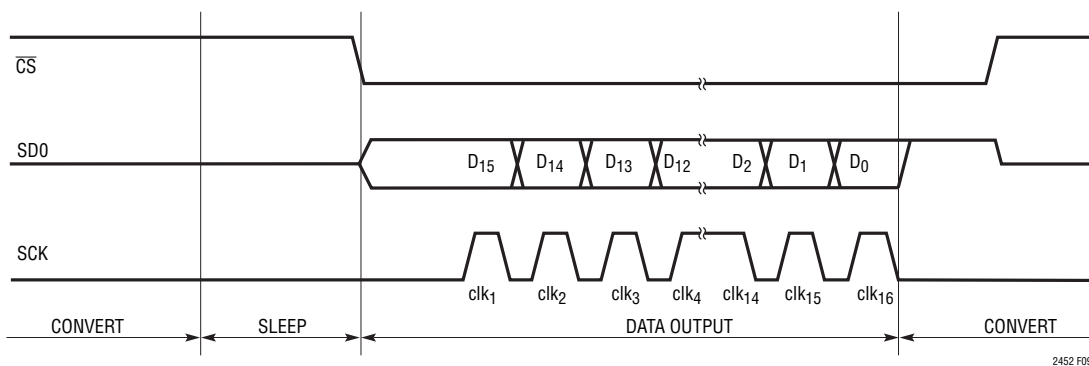 CS
SD0
D15 D14 D13 D12 D2 D1 D0
SCK
clk1 clk2 clk3 clk4 clk14 clk15 clk16
CONVERT SLEEP DATA OUTPUT CONVERT
2452 F09